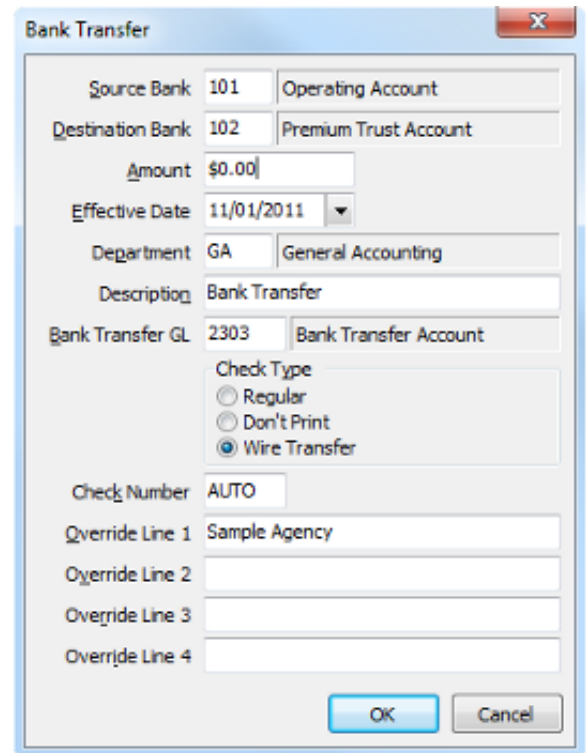 Bank Transfer
Source Bank 101 Operating Account
Destination Bank 102 Premium Trust Account
Amount $0.00
Effective Date 11/01/2011
Department GA General Accounting
Description Bank Transfer
Bank Transfer GL 2303 Bank Transfer Account
Check Type
Regular
Don't Print
Wire Transfer
Check Number AUTO
Override Line 1 Sample Agency
Override Line 2
Override Line 3
Override Line 4
OK Cancel